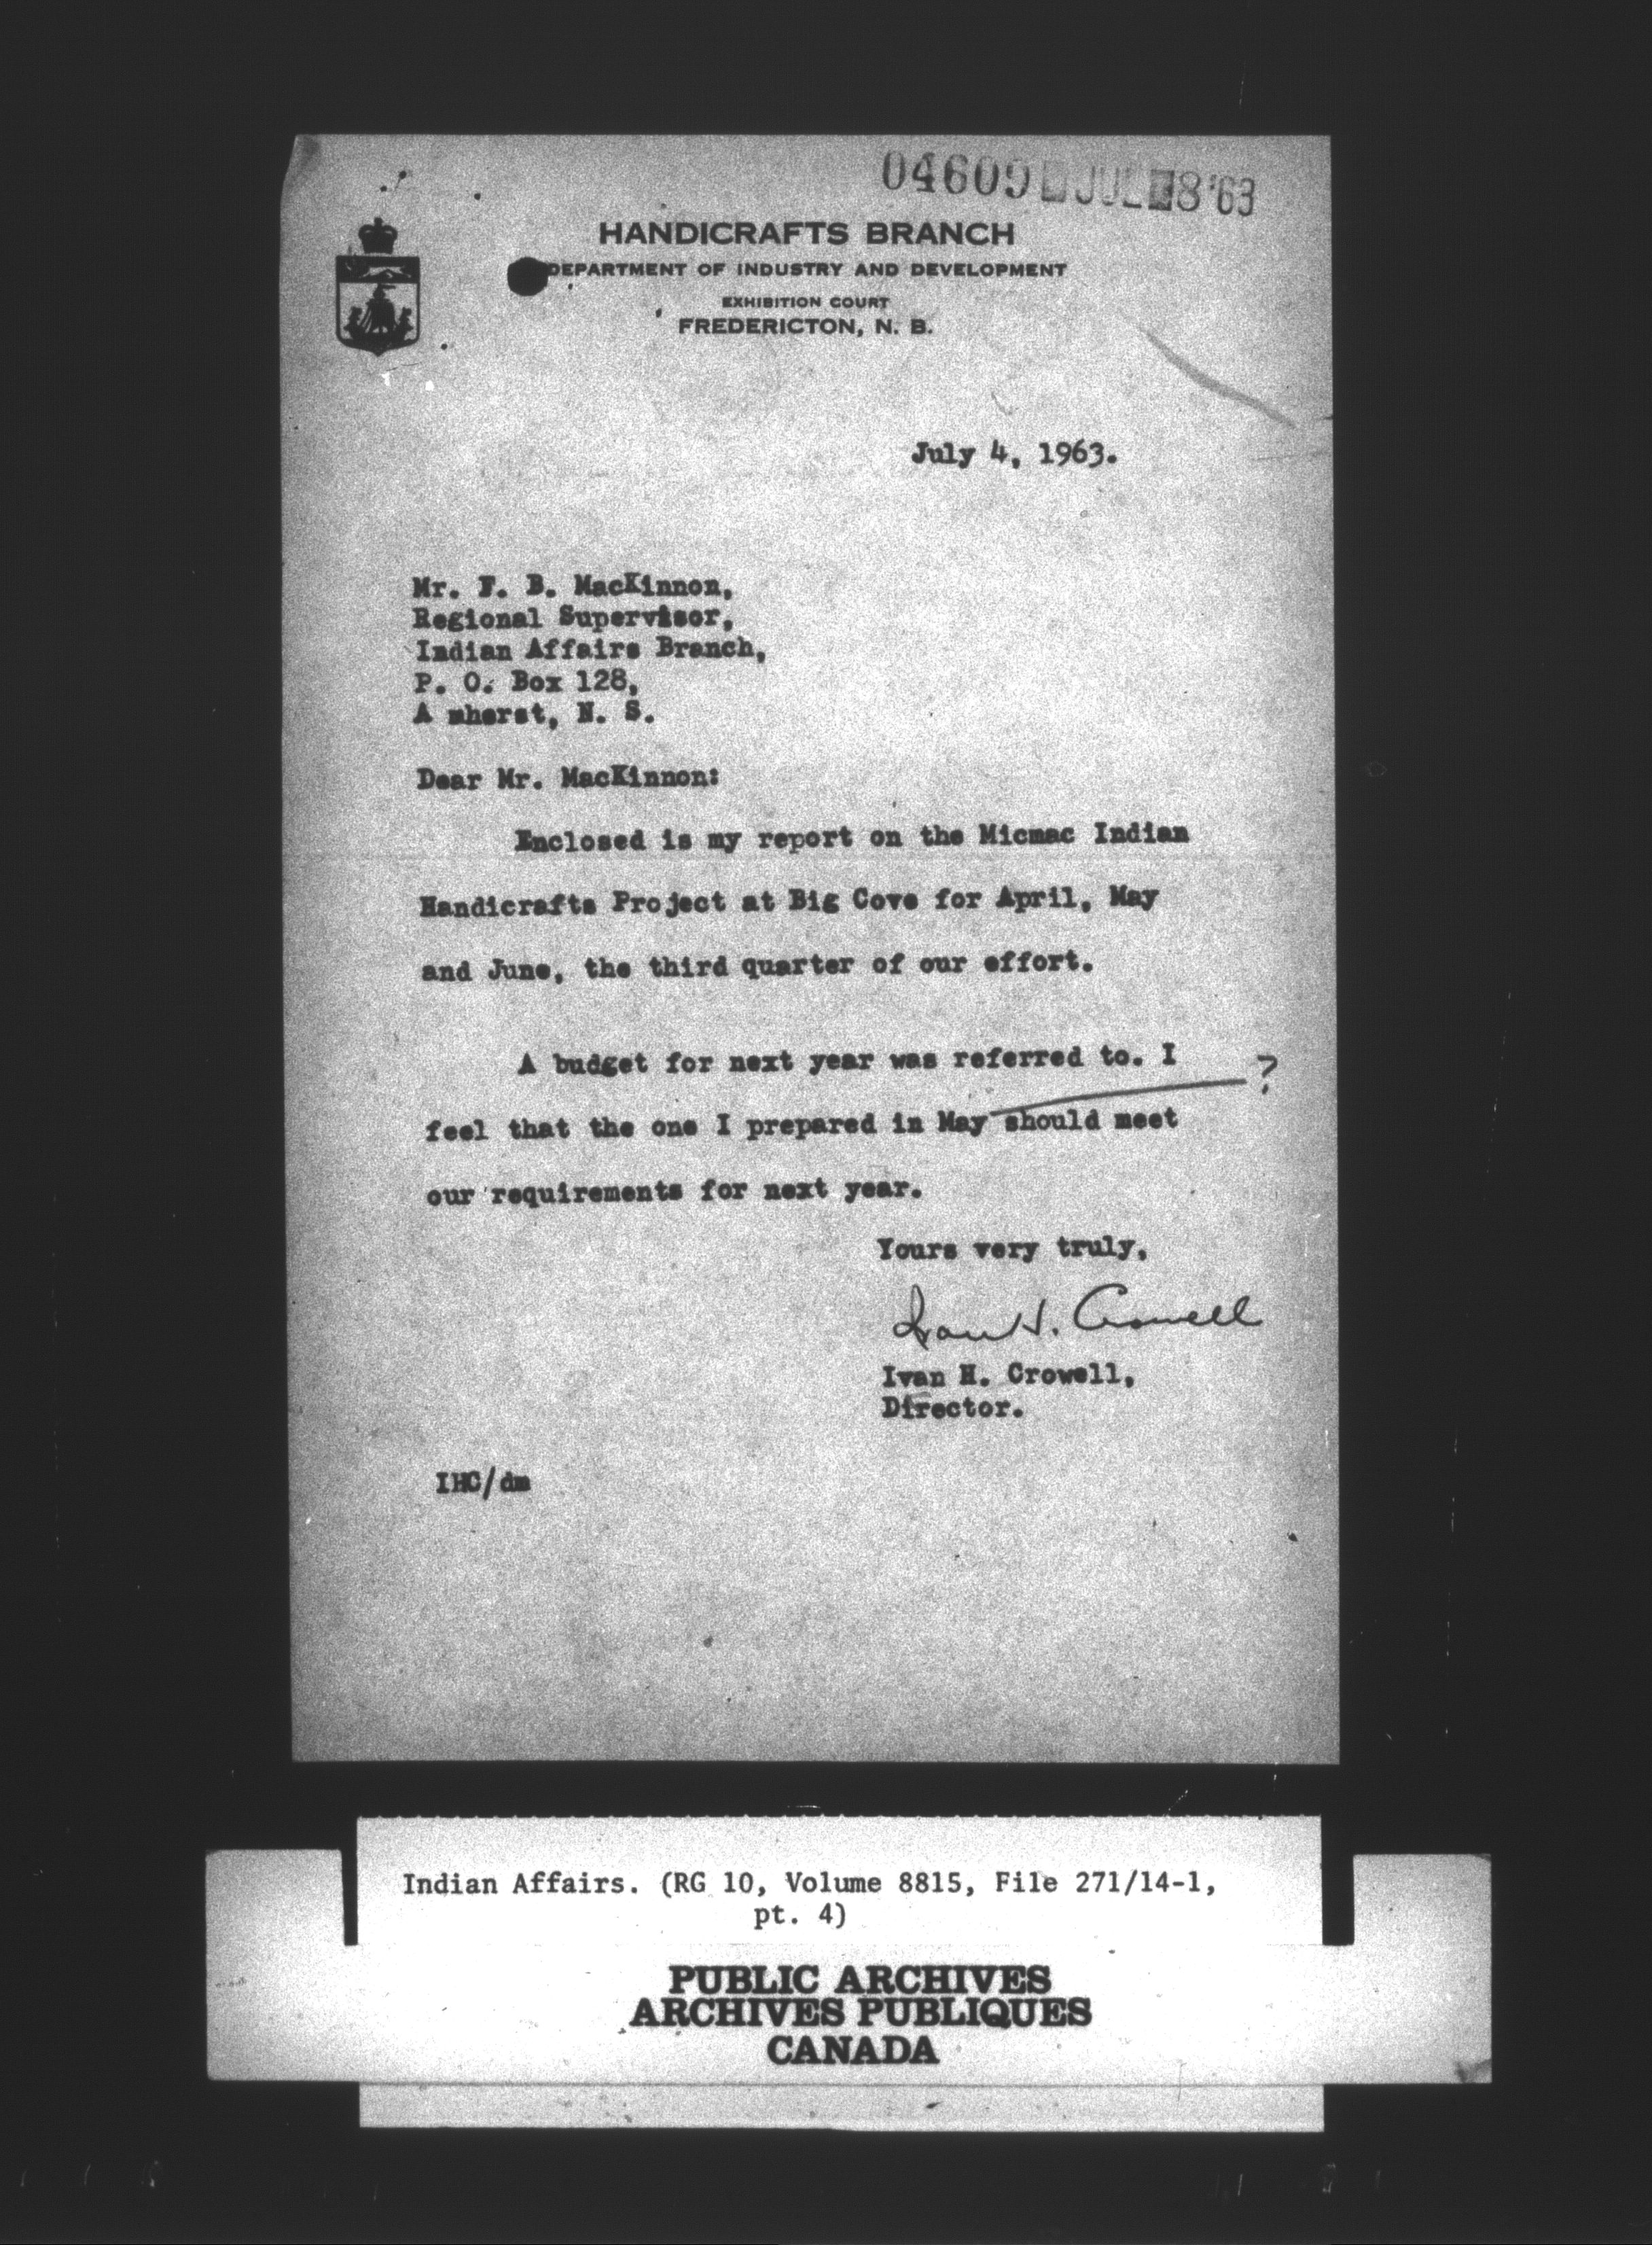 04609 JUL 8 '63
HANDICRAFTS BRANCH
DEPARTMENT OF INDUSTRY AND DEVELOPMENT
EXHIBITION COURT
FREDERICTON, N. B.
July 4, 1963.
Mr. F. B. MacKinnon,
Regional Supervisor,
Indian Affairs Branch,
P. O. Box 128,
A mherst, N. S.
Dear Mr. MacKinnon:
Enclosed is my report on the Micmac Indian
Handicrafts Project at Big Cove for April, May
and June, the third quarter of our effort.
A budget for next year was referred to. I
?
feel that the one I prepared in May should meet
our requirements for next year.
Yours very truly,
Ivan H. Crowell
Ivan H. Crowell,
Director.
IHC/dm
Indian Affairs. (RG 10, Volume 8815, File 271/14-1,
pt. 4)
PUBLIC ARCHIVES
ARCHIVES PUBLIQUES
CANADA